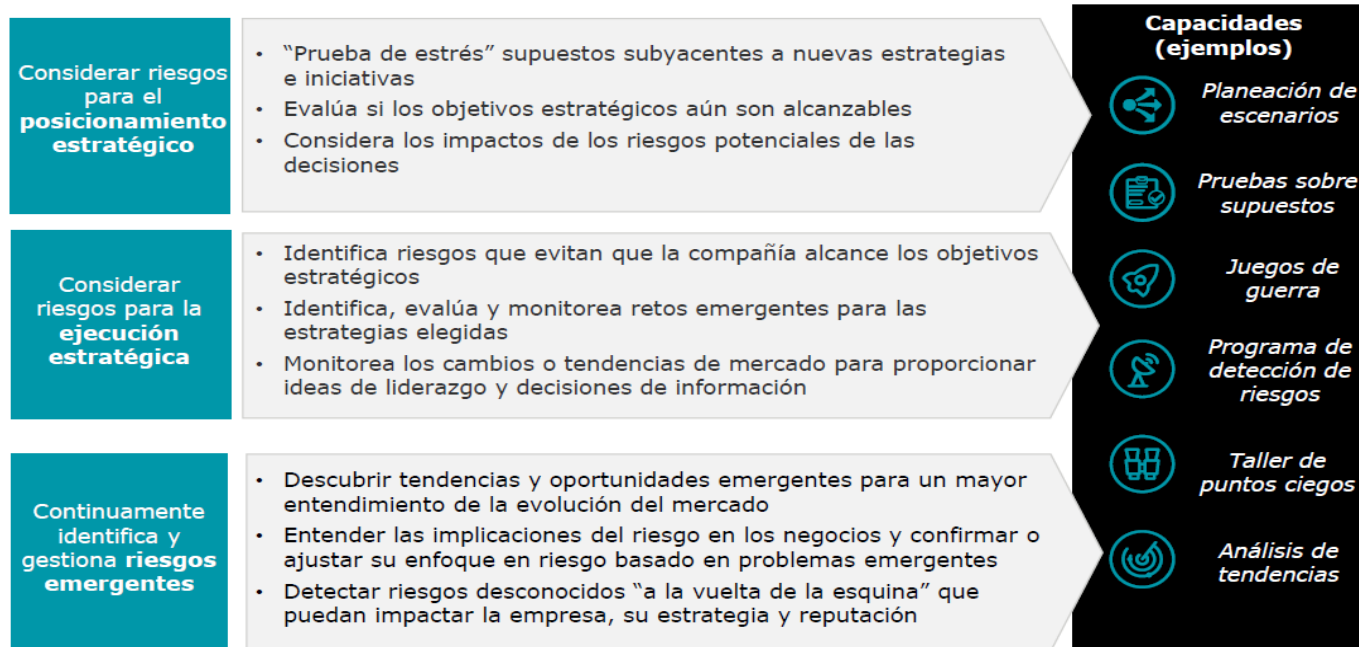 Considerar riesgos
para el
posicionamiento
estratégico
• “Prueba de estrés” supuestos subyacentes a nuevas estrategias
e iniciativas
• Evalúa si los objetivos estratégicos aún son alcanzables
• Considera los impactos de los riesgos potenciales de las
decisiones
Considerar
riesgos para la
ejecución
estratégica
• Identifica riesgos que evitan que la compañía alcance los objetivos
estratégicos
• Identifica, evalúa y monitorea retos emergentes para las
estrategias elegidas
• Monitorea los cambios o tendencias de mercado para proporcionar
ideas de liderazgo y decisiones de información
Continuamente
identifica y
gestiona riesgos
emergentes
• Descubrir tendencias y oportunidades emergentes para un mayor
entendimiento de la evolución del mercado
• Entender las implicaciones del riesgo en los negocios y confirmar o
ajustar su enfoque en riesgo basado en problemas emergentes
• Detectar riesgos desconocidos “a la vuelta de la esquina” que
puedan impactar la empresa, su estrategia y reputación
Capacidades
(ejemplos)
Planeación de
escenarios
Pruebas sobre
supuestos
Juegos de
guerra
Programa de
detección de
riesgos
Taller de
puntos ciegos
Análisis de
tendencias